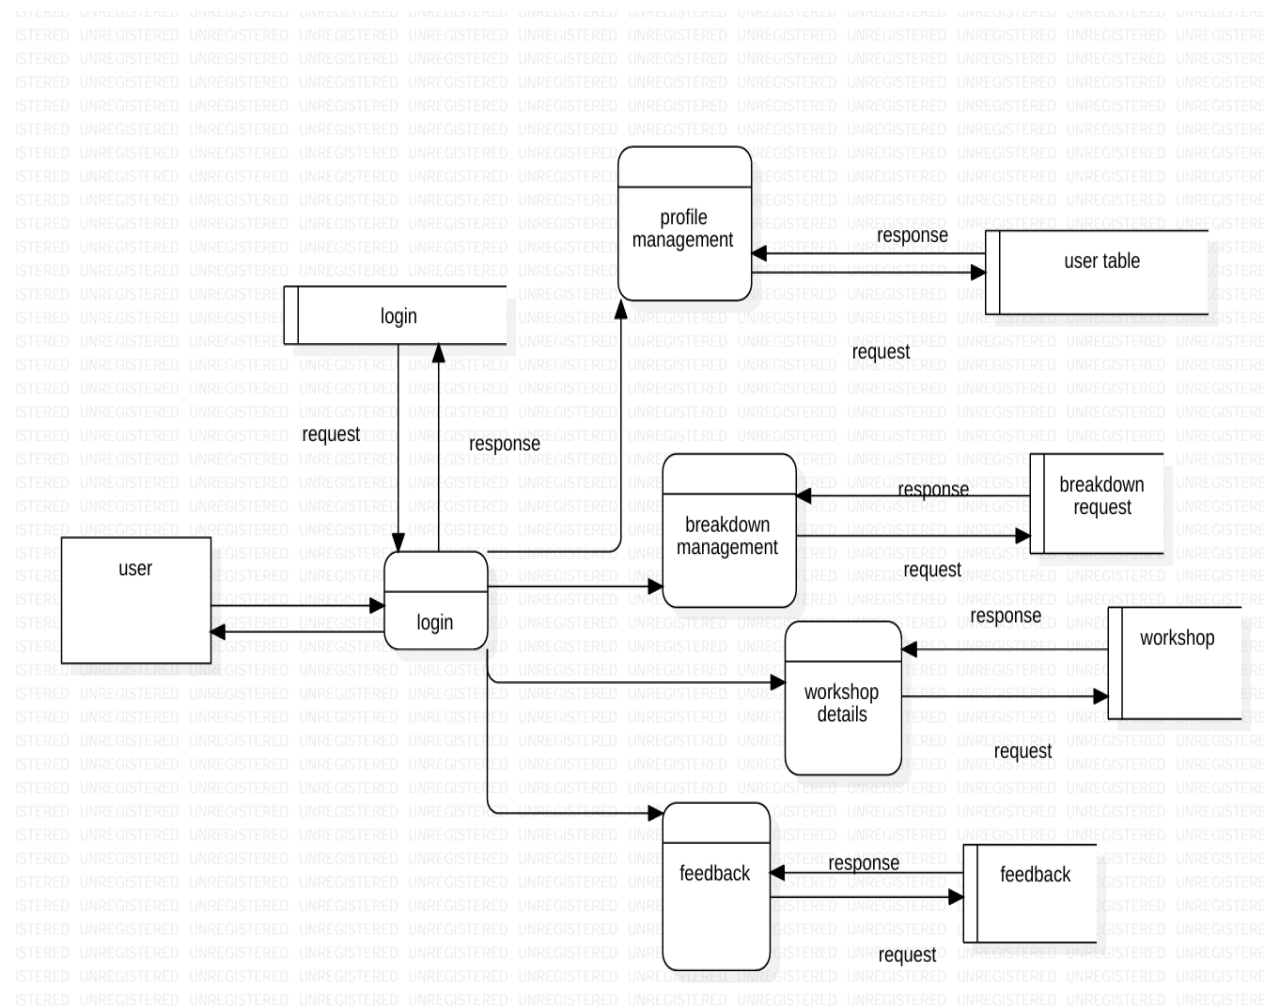 profile
management
response
user table
login
request
request
response
response
breakdown
request
breakdown
management
user
request
login
response
workshop
workshop
details
request
response
feedback
feedback
request
UNREGISTERED